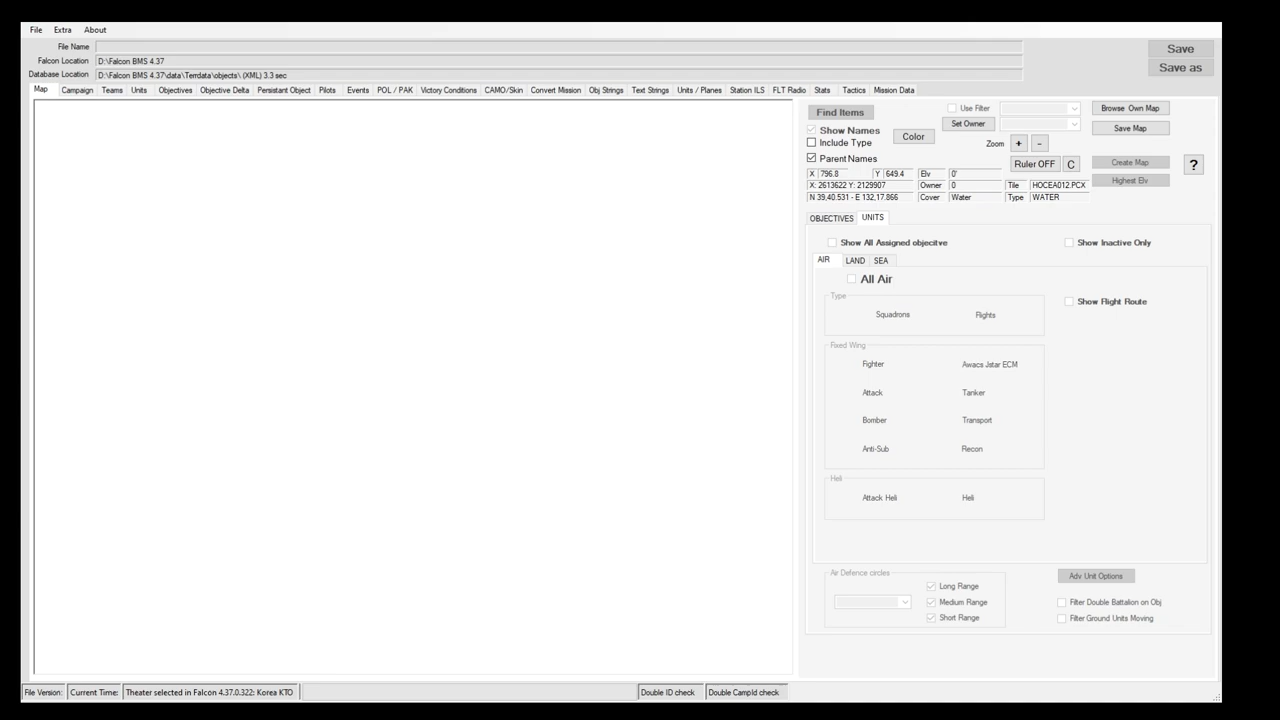 File Extra About
File Name
Save
Falcon Location D:\Falcon BMS 4.37
Save as
Database Location D:\Falcon BMS 4.37\data\Terrdata\objects\ (XML) 3.3 sec
Map Campaign Teams Units Objectives Objective Delta Persistant Object Pilots Events POL / PAK Victory Conditions CAMO/Skin Convert Mission Obj Strings Text Strings Units / Planes Station ILS FLT Radio Stats Tactics Mission Data
Find Items Use Filter Browse Own Map
Show Names Color Set Owner Save Map
Include Type Zoom + -
Parent Names Ruler OFF C Create Map ?
X 796.8 Y 649.4 Elv 0' Highest Elv
X: 2613622 Y: 2129907 Owner 0 Tile HOCEA012.PCX
N 39,40.531 - E 132,17.866 Cover Water Type WATER
OBJECTIVES UNITS
Show All Assigned objecitve Show Inactive Only
AIR LAND SEA
All Air
Type Show Flight Route
Squadrons Flights
Fixed Wing
Fighter Awacs Jstar ECM
Attack Tanker
Bomber Transport
Anti-Sub Recon
Heli
Attack Heli Heli
Air Defence circles Adv Unit Options
Long Range
Medium Range Filter Double Battalion on Obj
Short Range Filter Ground Units Moving
File Version: Current Time: Theater selected in Falcon 4.37.0.322: Korea KTO Double ID check Double CampId check